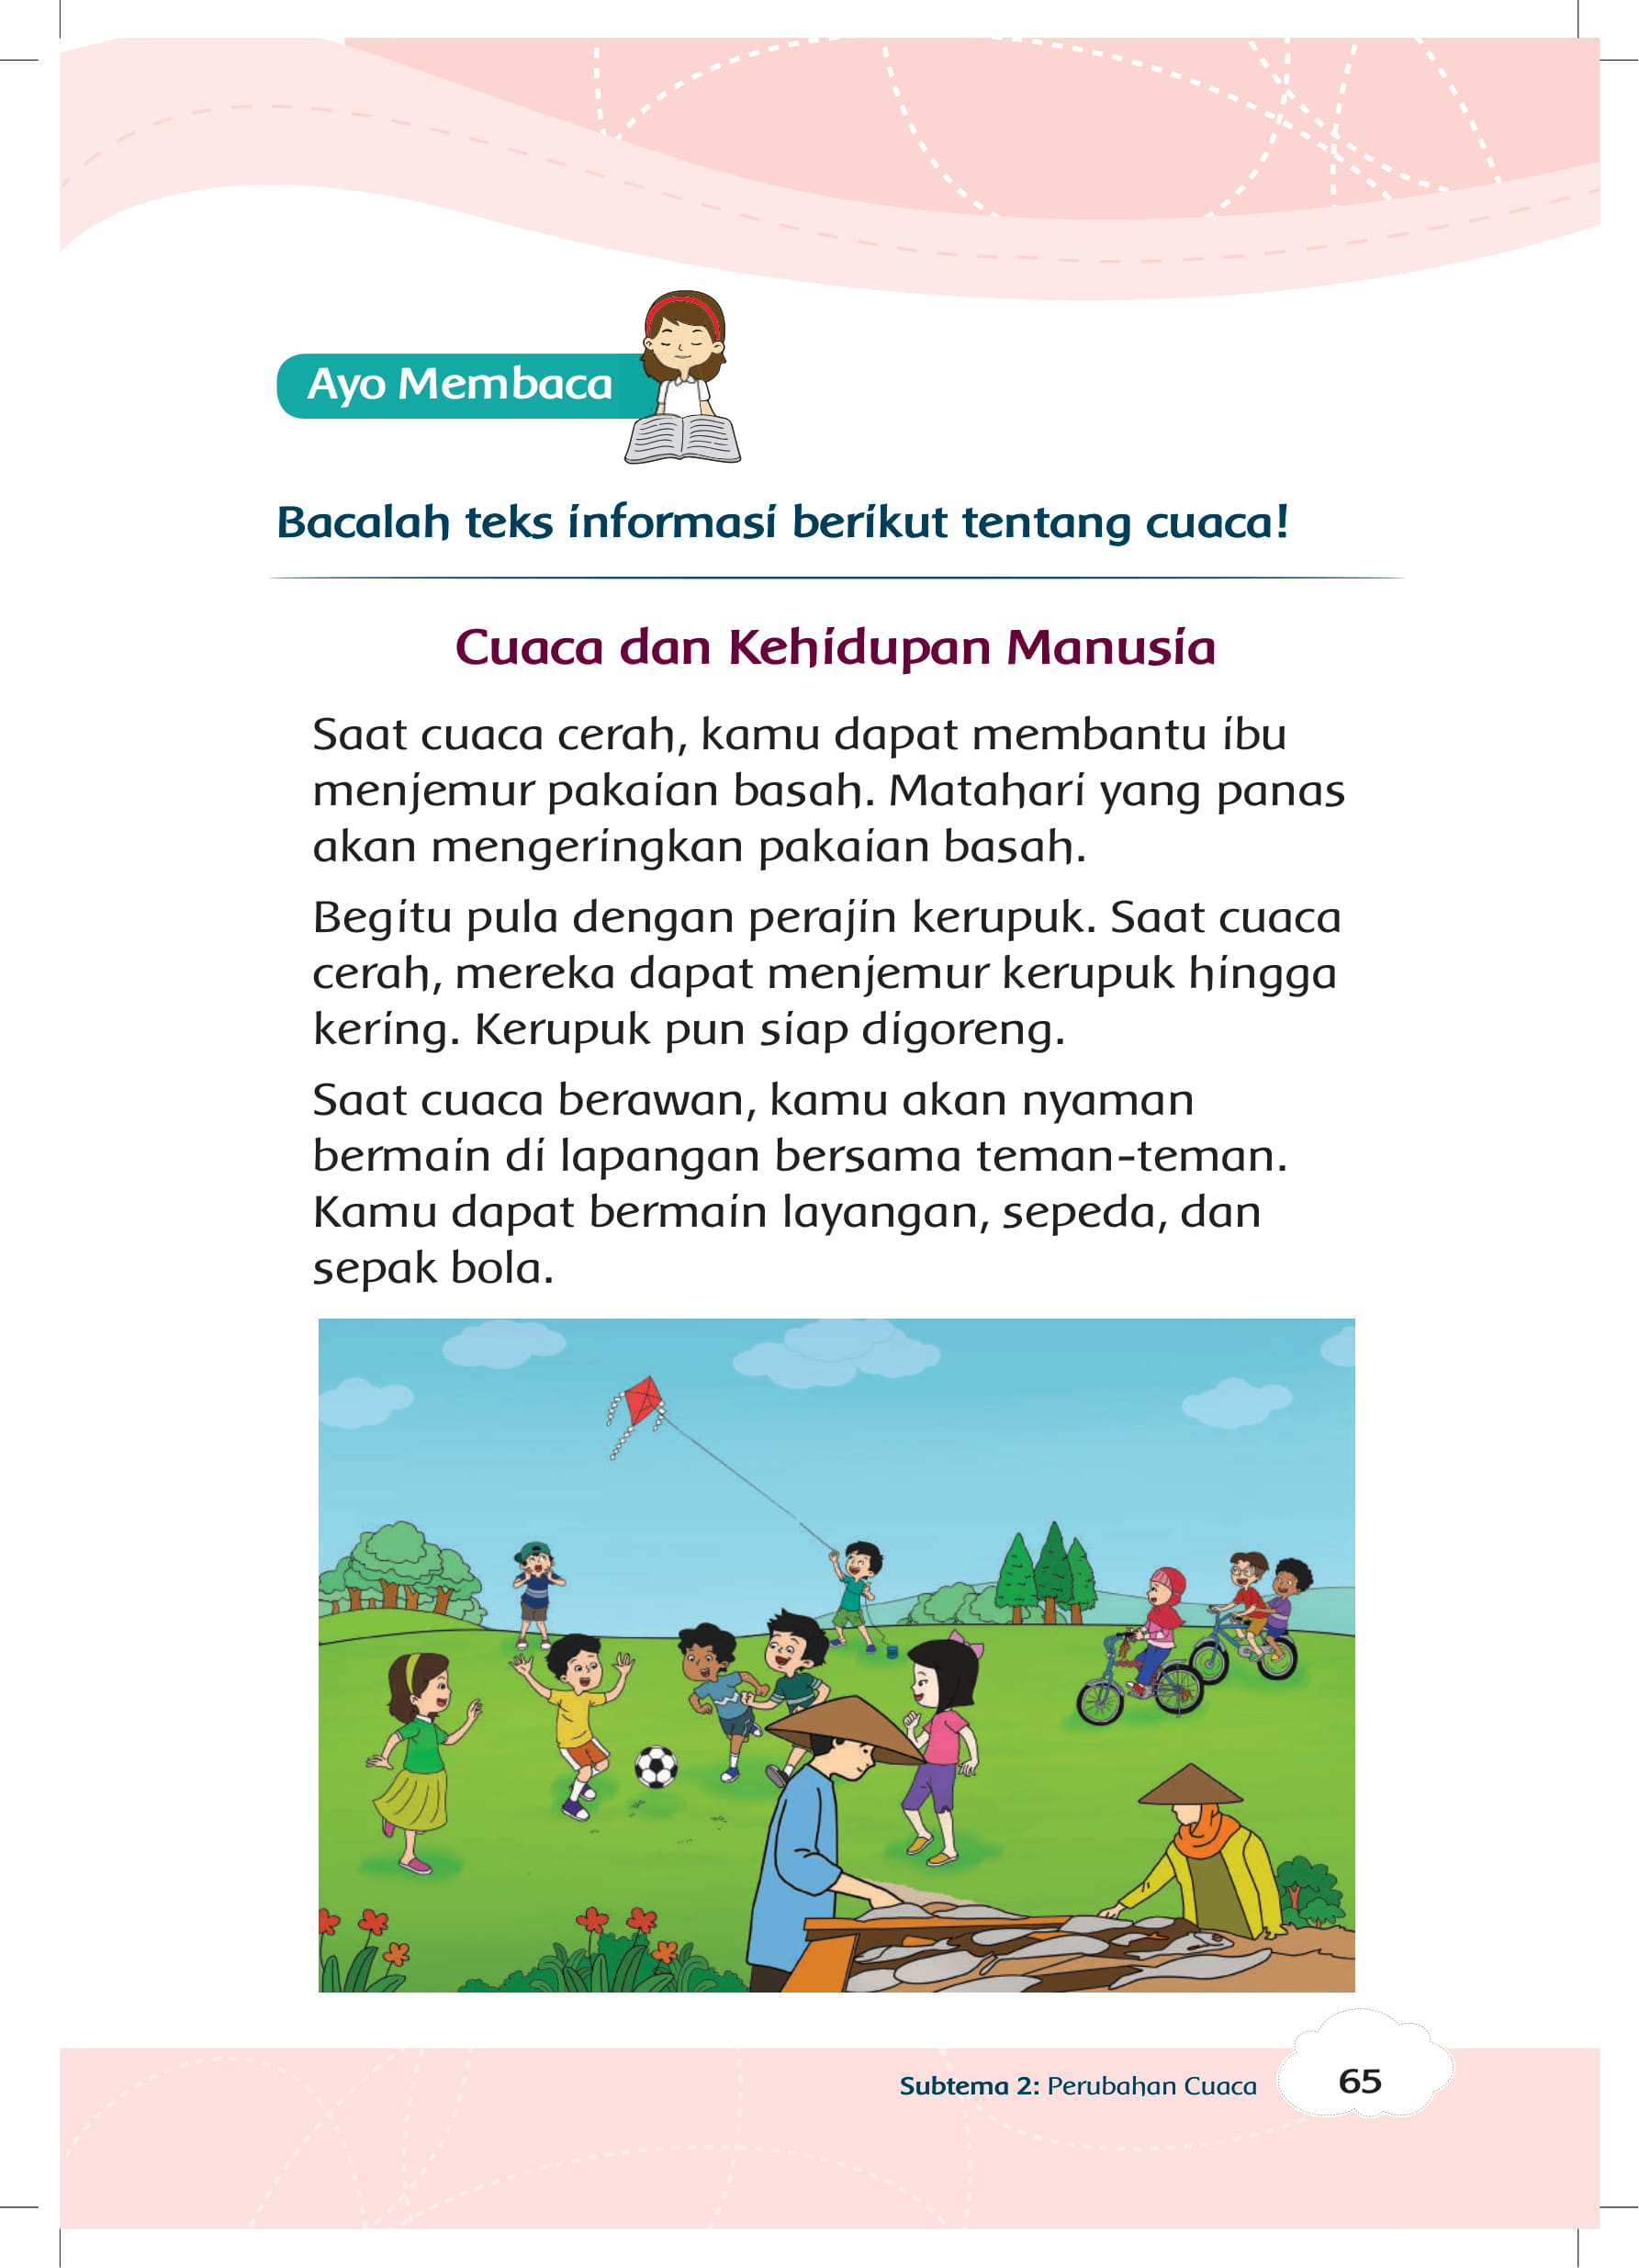 Ayo Membaca
Bacalah teks informasi berikut tentang cuaca!
Cuaca dan Kehidupan Manusia
Saat cuaca cerah, kamu dapat membantu ibu
menjemur pakaian basah. Matahari yang panas
akan mengeringkan pakaian basah.
Begitu pula dengan perajin kerupuk. Saat cuaca
cerah, mereka dapat menjemur kerupuk hingga
kering. Kerupuk pun siap digoreng.
Saat cuaca berawan, kamu akan nyaman
bermain di lapangan bersama teman-teman.
Kamu dapat bermain layangan, sepeda, dan
sepak bola.
Subtema 2: Perubahan Cuaca
65